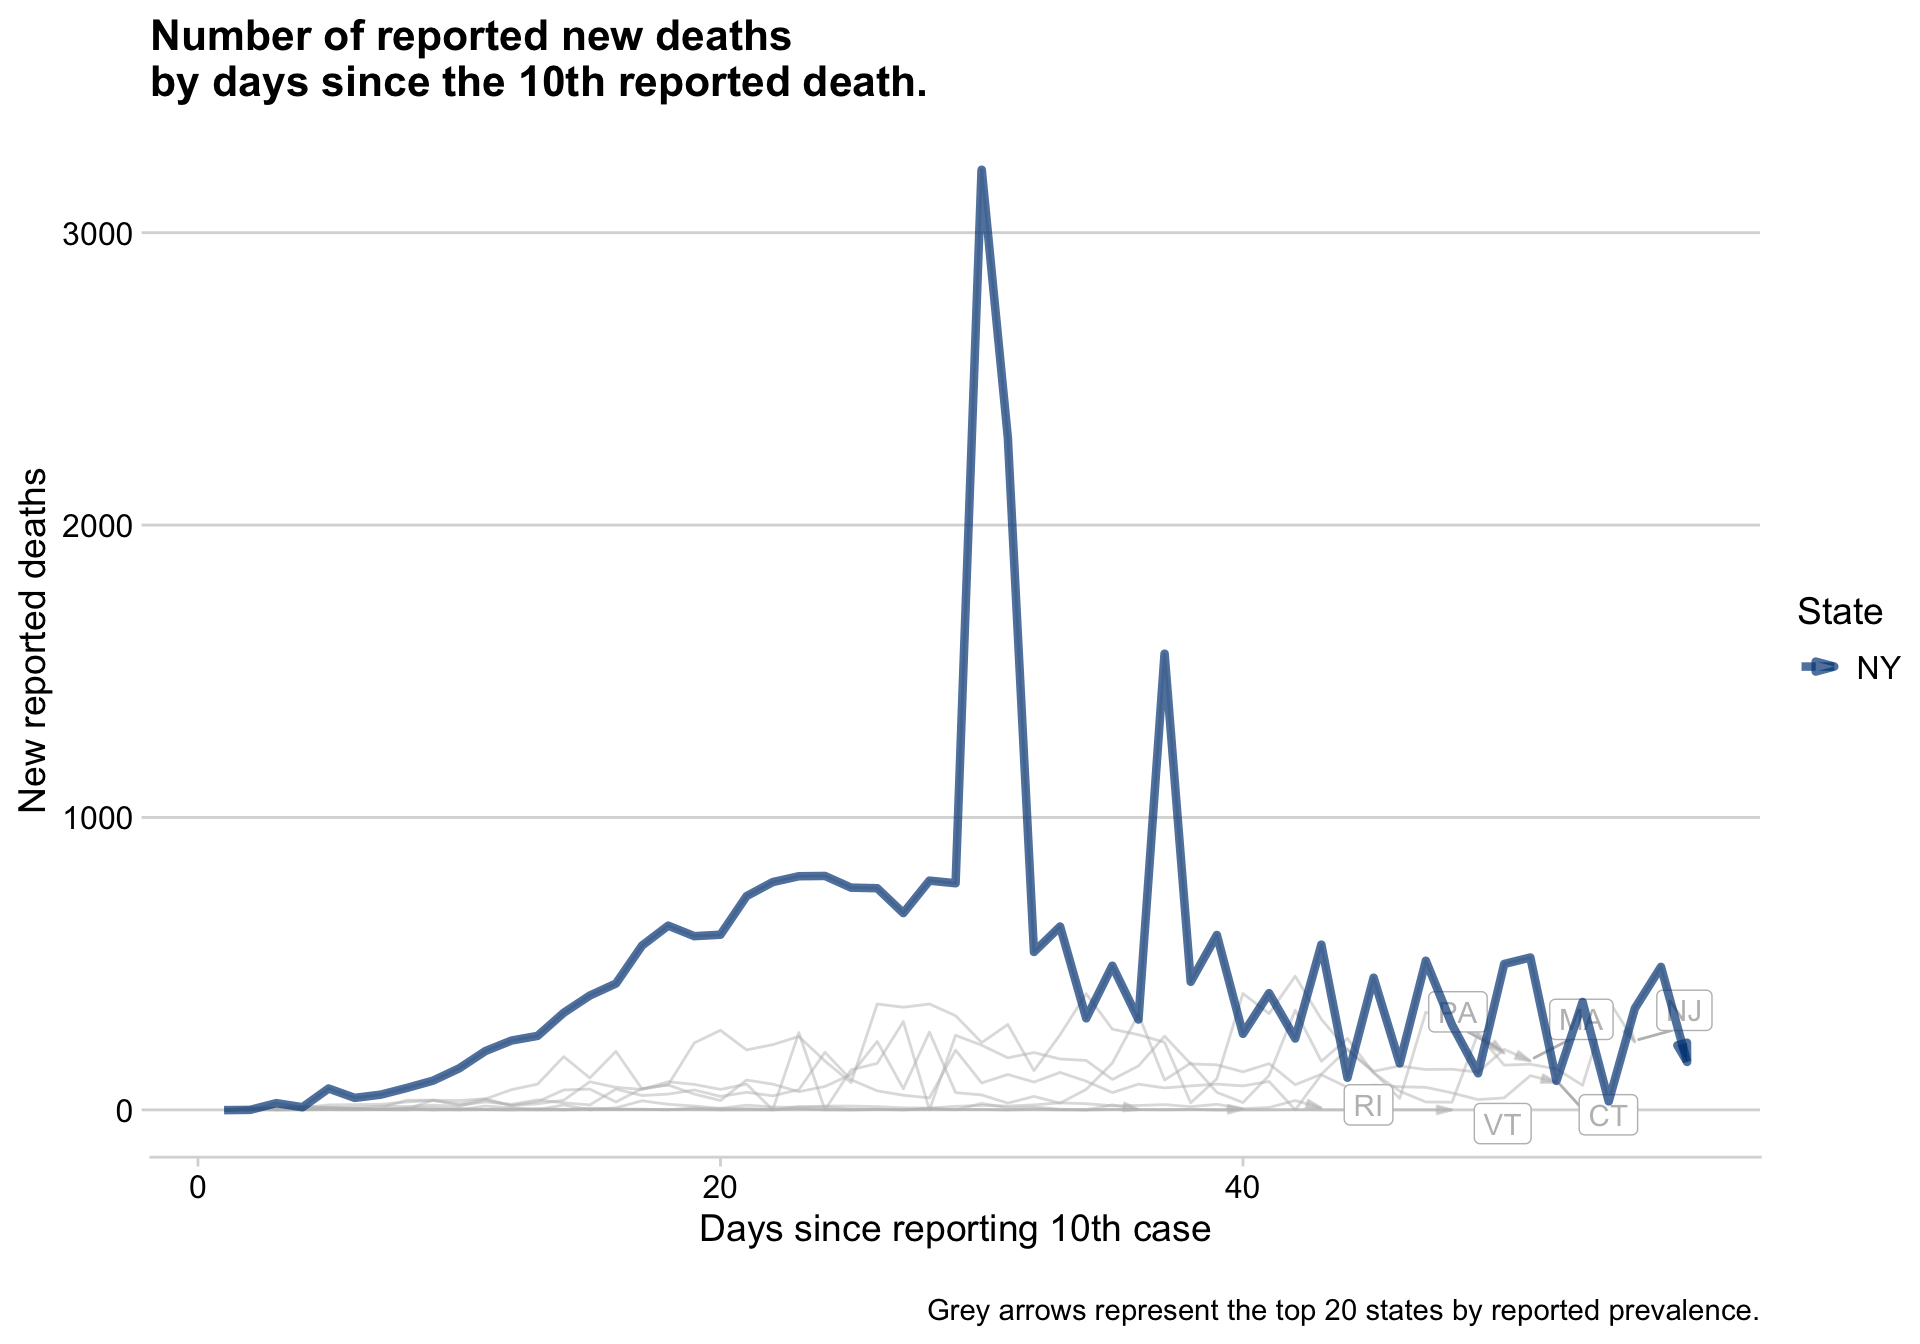 Number of reported new deaths
by days since the 10th reported death.
3000
2000
1000
0
New reported deaths
0
20
40
Days since reporting 10th case
PA
MA
NJ
RI
VT
CT
State
NY
Grey arrows represent the top 20 states by reported prevalence.